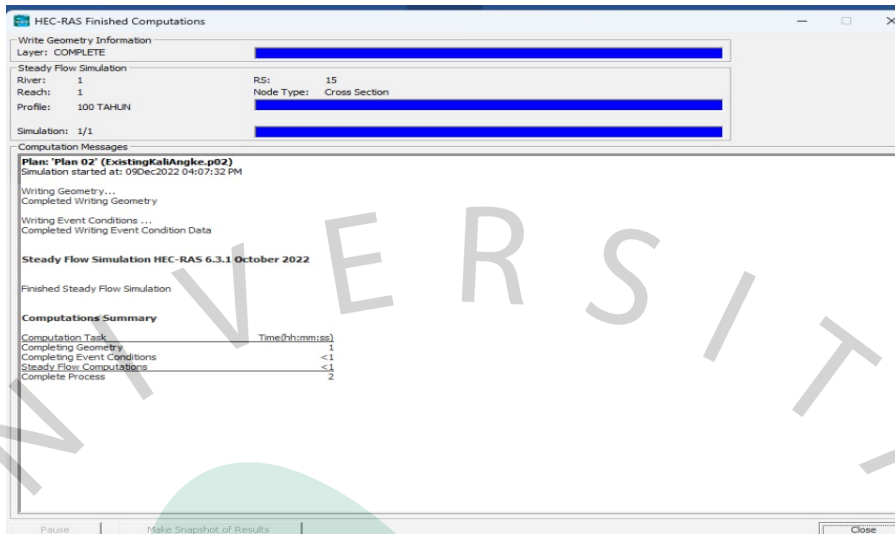 HEC-RAS Finished Computations
Write Geometry Information
Layer: COMPLETE
Steady Flow Simulation
River: 1 RS: 15
Reach: 1 Node Type: Cross Section
Profile: 100 TAHUN
Simulation: 1/1
Computation Messages
Plan: 'Plan 02' (ExistingKaliAngke.p02)
Simulation started at: 09Dec2022 04:07:32 PM
Writing Geometry...
Completed Writing Geometry
Writing Event Conditions ...
Completed Writing Event Condition Data
Steady Flow Simulation HEC-RAS 6.3.1 October 2022
Finished Steady Flow Simulation
Computations Summary
Computation Task Time(hh:mm:ss)
Completing Geometry 1
Completing Event Conditions <1
Steady Flow Computations <1
Complete Process 2
Pause Make Snapshot of Results Close
NIVERSIT